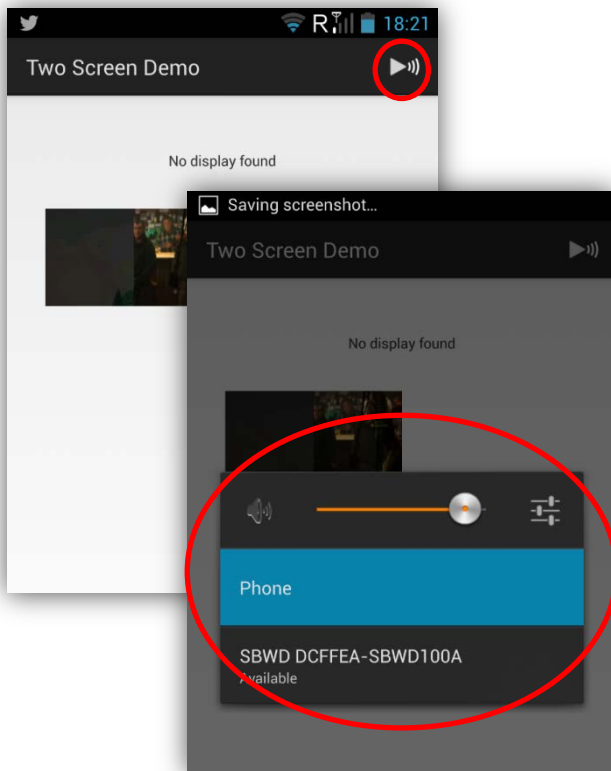 R 18:21
Two Screen Demo
No display found
Saving screenshot...
Two Screen Demo
No display found
Phone
SBWD DCFFEA-SBWD100A
Available